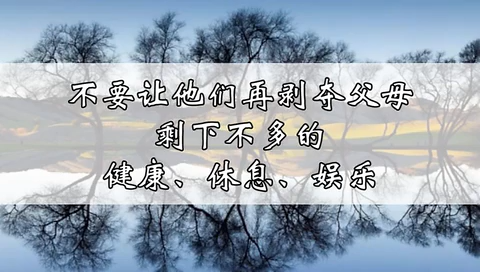 不要让他们再剥夺父母
剩下不多的
健康、休息、娱乐